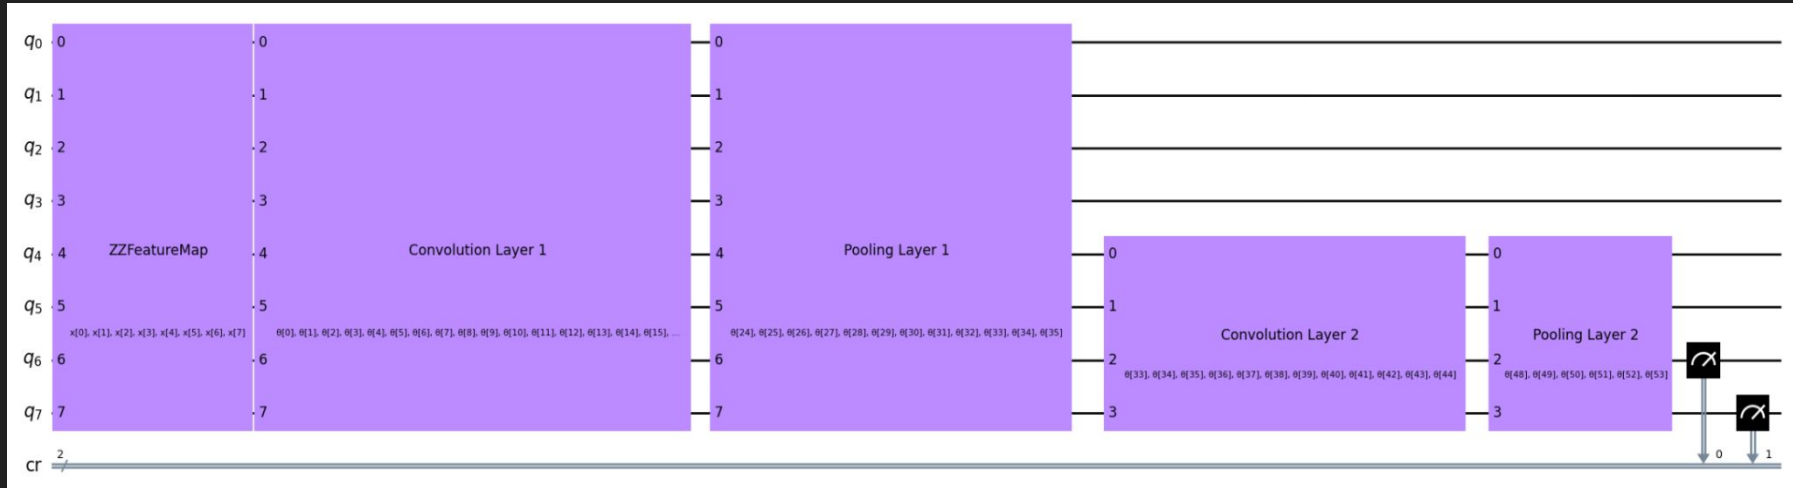 q0 0 0 0
q1 1 1 1
q2 2 2 2
q3 3 3 3
q4 4 ZZFeatureMap 4 Convolution Layer 1 4 Pooling Layer 1 0 0
q5 5 5 5 1 1
x[0], x[1], x[2], x[3], x[4], x[5], x[6], x[7] θ[0], θ[1], θ[2], θ[3], θ[4], θ[5], θ[6], θ[7], θ[8], θ[9], θ[10], θ[11], θ[12], θ[13], θ[14], θ[15], ... θ[24], θ[25], θ[26], θ[27], θ[28], θ[29], θ[30], θ[31], θ[32], θ[33], θ[34], θ[35]
Convolution Layer 2 Pooling Layer 2
q6 6 6 6 2 2
θ[33], θ[34], θ[35], θ[36], θ[37], θ[38], θ[39], θ[40], θ[41], θ[42], θ[43], θ[44] θ[48], θ[49], θ[50], θ[51], θ[52], θ[53]
q7 7 7 7 3 3
cr 2 0 1